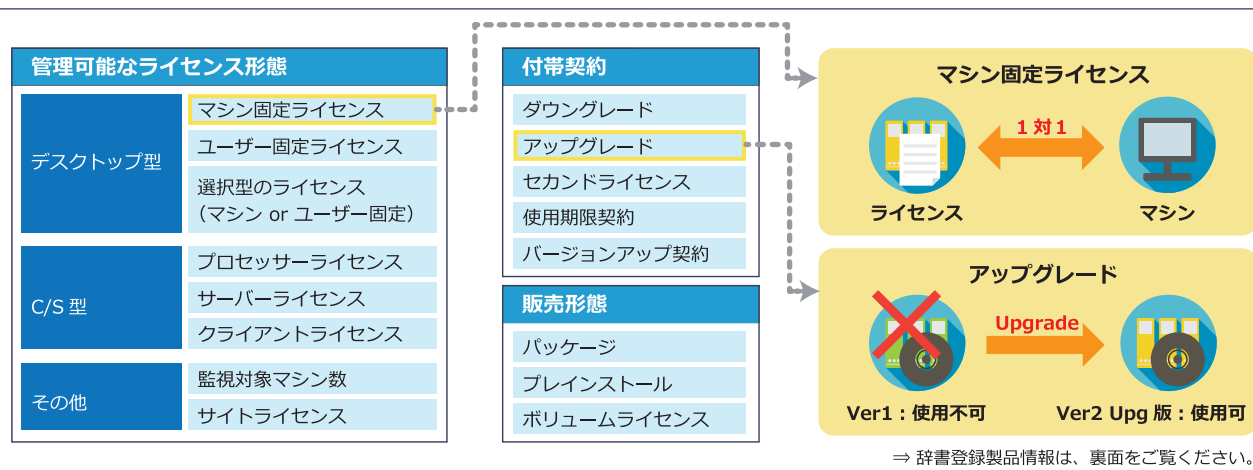 管理可能なライセンス形態
デスクトップ型
マシン固定ライセンス
ユーザー固定ライセンス
選択型のライセンス
（マシン or ユーザー固定）
C/S 型
プロセッサーライセンス
サーバーライセンス
クライアントライセンス
その他
監視対象マシン数
サイトライセンス
付帯契約
ダウングレード
アップグレード
セカンドライセンス
使用期限契約
バージョンアップ契約
販売形態
パッケージ
プレインストール
ボリュームライセンス
マシン固定ライセンス
1 対 1
ライセンス
マシン
アップグレード
Upgrade
Ver1：使用不可
Ver2 Upg 版：使用可
⇒ 辞書登録製品情報は、裏面をご覧ください。